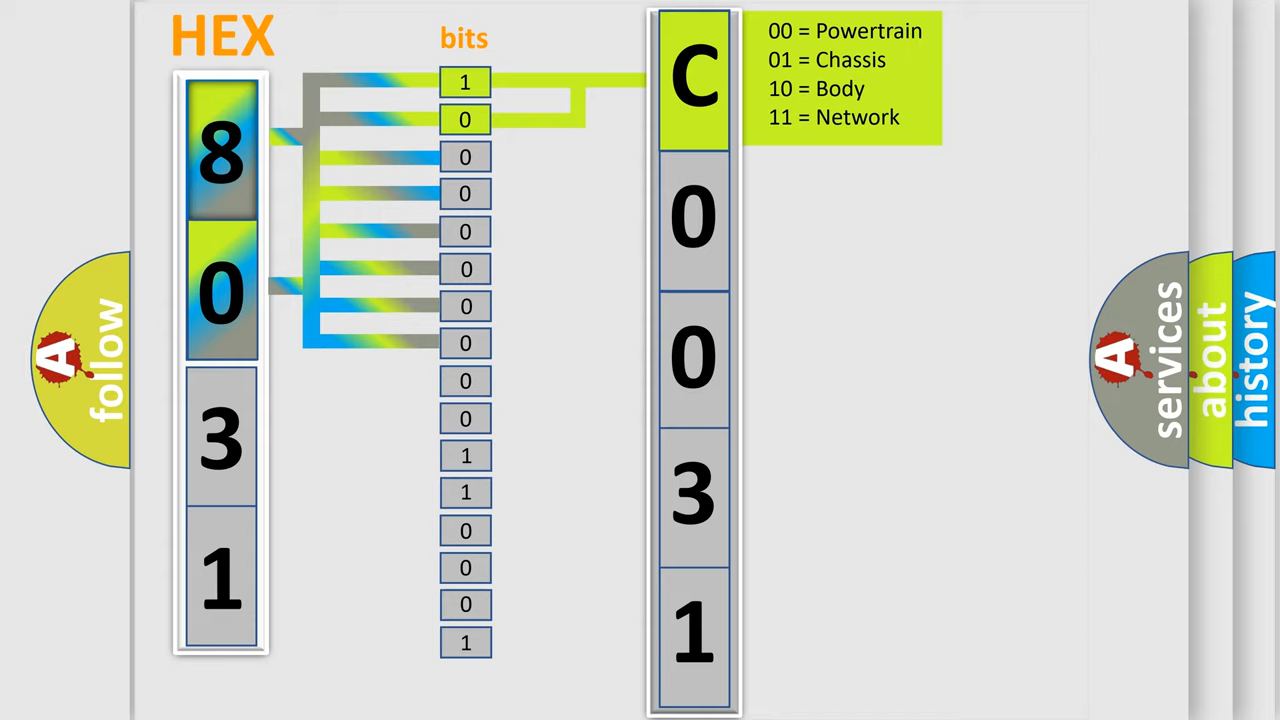 HEX
8
0
3
1
bits
1
0
0
0
0
0
0
0
0
0
1
1
0
0
0
1
C
0
0
3
1
00 = Powertrain
01 = Chassis
10 = Body
11 = Network
A follow
A services
about
history